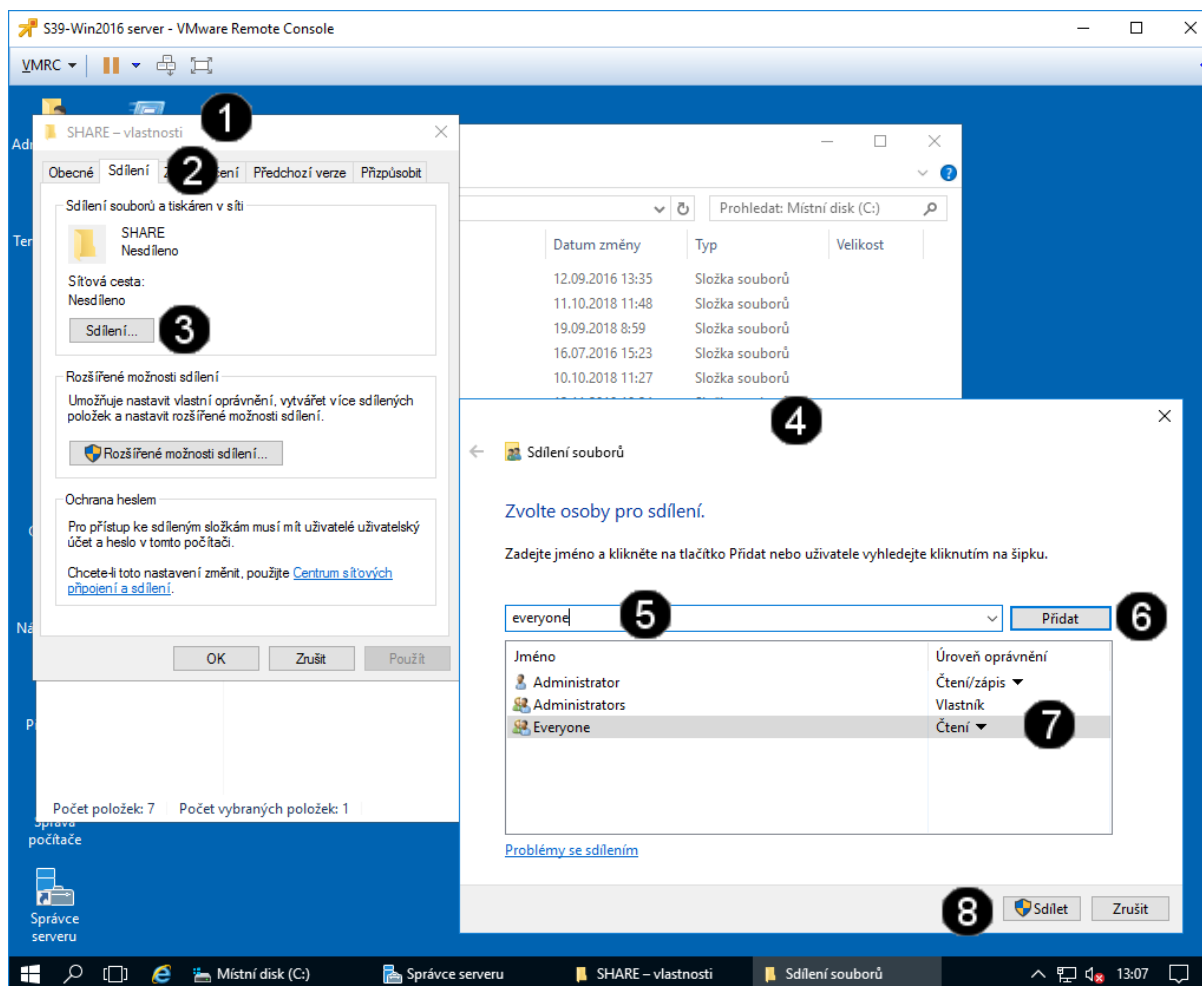 S39-Win2016 server - VMware Remote Console
VMRC
SHARE – vlastnosti
1
Obecné Sdílení 2 Předchozí verze Přizpůsobit
Sdílení souborů a tiskáren v síti
SHARE
Nesdíleno
Síťová cesta:
Nesdíleno
Sdílení...
3
Rozšířené možnosti sdílení
Umožňuje nastavit vlastní oprávnění, vytvářet více sdílených
položek a nastavit rozšířené možnosti sdílení.
Rozšířené možnosti sdílení...
Ochrana heslem
Pro přístup ke sdíleným složkám musí mít uživatelé uživatelský
účet a heslo v tomto počítači.
Chcete-li toto nastavení změnit, použijte Centrum síťových
připojení a sdílení.
OK Zrušit Použít
Prohledat: Místní disk (C:)
Datum změny Typ Velikost
12.09.2016 13:35 Složka souborů
11.10.2018 11:48 Složka souborů
19.09.2018 8:59 Složka souborů
16.07.2016 15:23 Složka souborů
10.10.2018 11:27 Složka souborů
Počet položek: 7 Počet vybraných položek: 1
4
Sdílení souborů
Zvolte osoby pro sdílení.
Zadejte jméno a klikněte na tlačítko Přidat nebo uživatele vyhledejte kliknutím na šipku.
everyone 5 Přidat 6
Jméno Úroveň oprávnění
Administrator Čtení/zápis
Administrators Vlastník
Everyone Čtení 7
Problémy se sdílením
8 Sdílet Zrušit
počítače
Správce
serveru
Místní disk (C:) Správce serveru SHARE – vlastnosti Sdílení souborů 13:07